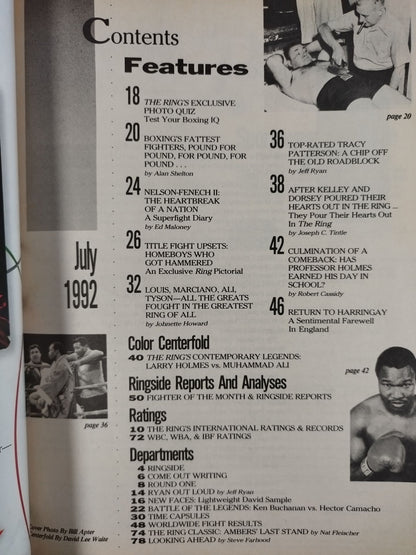 Contents
Features
18
THE RING'S EXCLUSIVE
PHOTO QUIZ
Test Your Boxing IQ
20
BOXING'S FATTEST
FIGHTERS, POUND FOR
POUND, FOR POUND, FOR
POUND . . .
by Alan Shelton
24
NELSON-FENECH II:
THE HEARTBREAK
OF A NATION
A Superfight Diary
by Ed Maloney
26
TITLE FIGHT UPSETS:
HOMEBOYS WHO
GOT HAMMERED
An Exclusive Ring Pictorial
32
LOUIS, MARCIANO, ALI,
TYSON—ALL THE GREATS
FOUGHT IN THE GREATEST
RING OF ALL
by Johnette Howard
page 20
36
TOP-RATED TRACY
PATTERSON: A CHIP OFF
THE OLD ROADBLOCK
by Jeff Ryan
38
AFTER KELLEY AND
DORSEY POURED THEIR
HEARTS OUT IN THE RING ...
They Pour Their Hearts Out
In The Ring
by Joseph C. Tintle
42
CULMINATION OF A
COMEBACK: HAS
PROFESSOR HOLMES
EARNED HIS DAY IN
SCHOOL?
by Robert Cassidy
46
RETURN TO HARRINGAY
A Sentimental Farewell
In England
July
1992
Color Centerfold
40 THE RING'S CONTEMPORARY LEGENDS:
LARRY HOLMES vs. MUHAMMAD ALI
page 42
Ringside Reports And Analyses
50 FIGHTER OF THE MONTH & RINGSIDE REPORTS
page 36
Ratings
10 THE RING'S INTERNATIONAL RATINGS & RECORDS
72 WBC, WBA, & IBF RATINGS
Departments
4 RINGSIDE
6 COME OUT WRITING
8 ROUND ONE
14 RYAN OUT LOUD by Jeff Ryan
16 NEW FACES: Lightweight David Sample
22 BATTLE OF THE LEGENDS: Ken Buchanan vs. Hector Camacho
30 TIME CAPSULES
48 WORLDWIDE FIGHT RESULTS
74 THE RING CLASSIC: AMBERS' LAST STAND by Nat Fleischer
78 LOOKING AHEAD by Steve Farhood
Photo By Bill Apter
By David Lee Waite